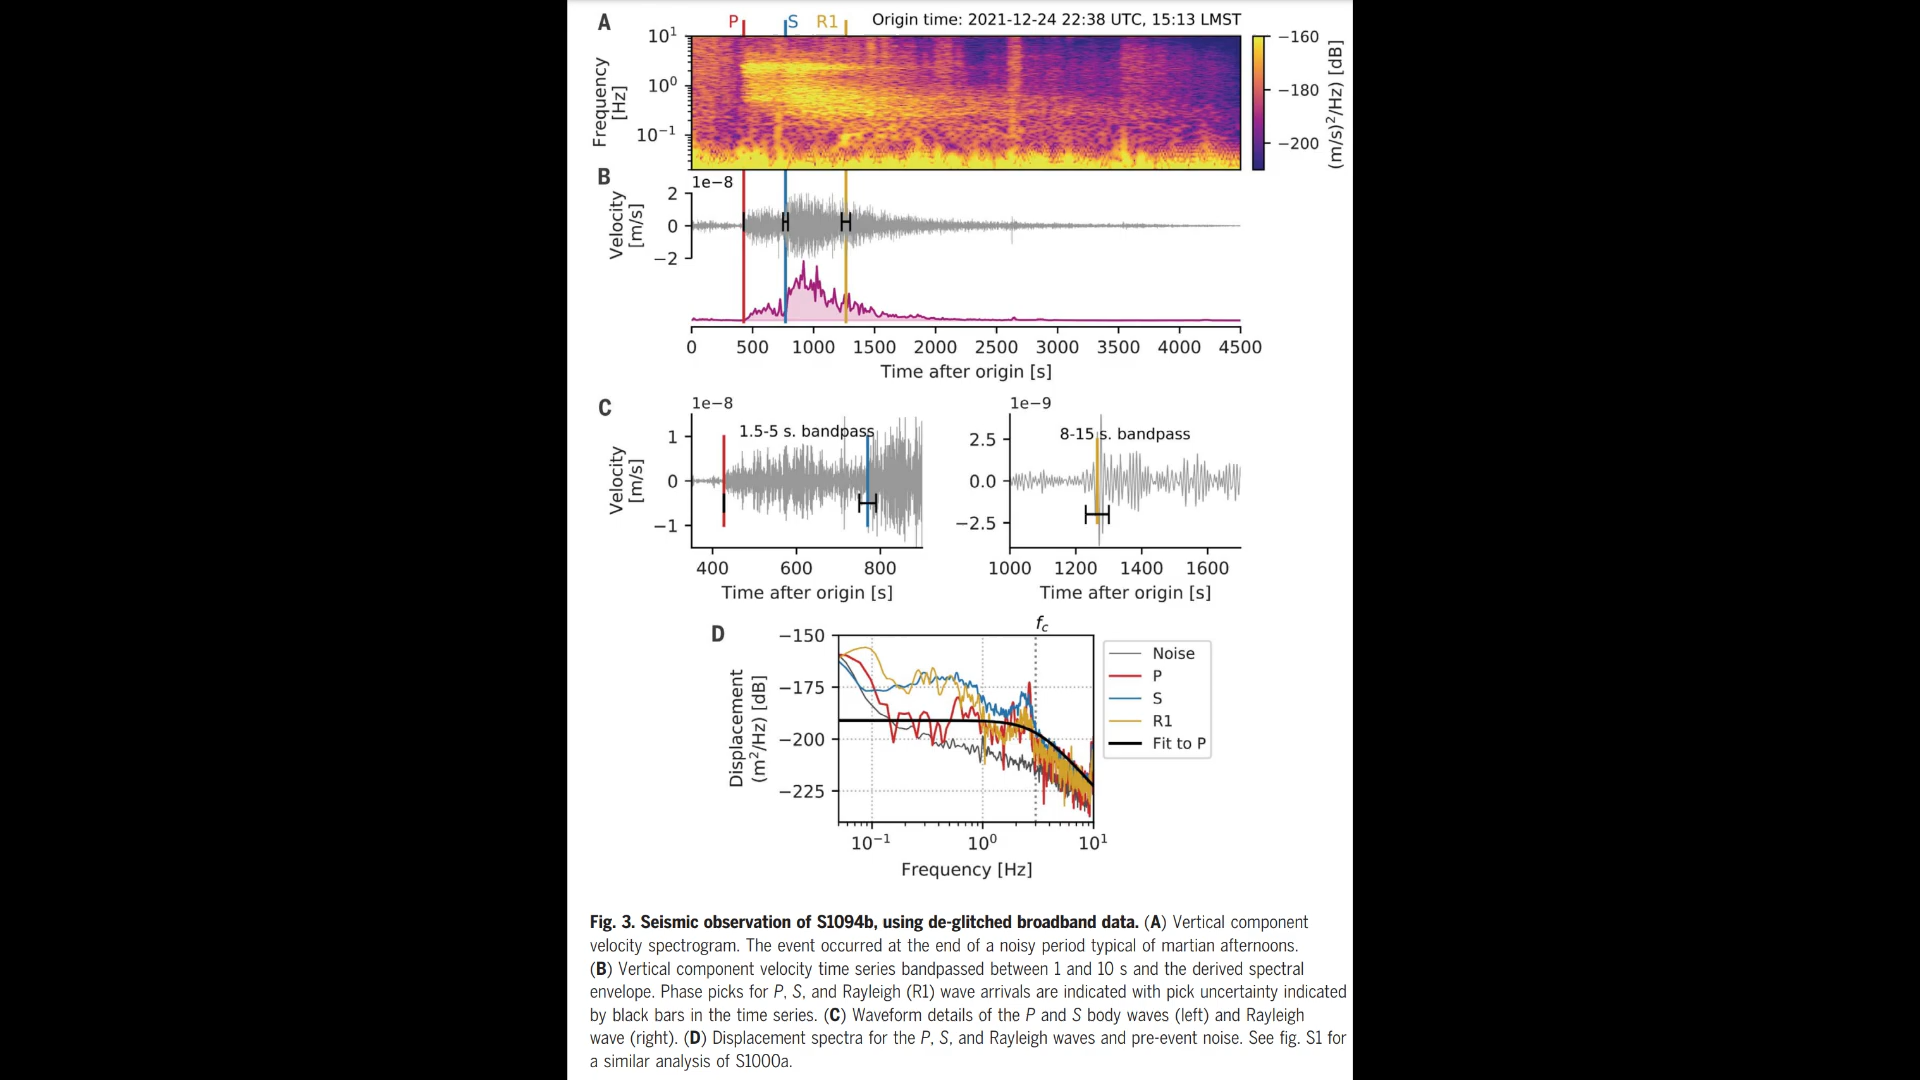 A
P S R1 Origin time: 2021-12-24 22:38 UTC, 15:13 LMST
Frequency
[Hz]
10¹
10⁰
10⁻¹
−160
−180
−200
(m/s)²/Hz) [dB]
B
1e−8
Velocity
[m/s]
2
0
−2
0 500 1000 1500 2000 2500 3000 3500 4000 4500
Time after origin [s]
C
1e−8
1.5-5 s. bandpass
Velocity
[m/s]
1
0
−1
400 600 800
Time after origin [s]
1e−9
8-15 s. bandpass
2.5
0.0
−2.5
1000 1200 1400 1600
Time after origin [s]
D
fc
Displacement
(m²/Hz) [dB]
−150
−175
−200
−225
10⁻¹ 10⁰ 10¹
Frequency [Hz]
Noise
P
S
R1
Fit to P
Fig. 3. Seismic observation of S1094b, using de-glitched broadband data. (A) Vertical component
velocity spectrogram. The event occurred at the end of a noisy period typical of martian afternoons.
(B) Vertical component velocity time series bandpassed between 1 and 10 s and the derived spectral
envelope. Phase picks for P, S, and Rayleigh (R1) wave arrivals are indicated with pick uncertainty indicated
by black bars in the time series. (C) Waveform details of the P and S body waves (left) and Rayleigh
wave (right). (D) Displacement spectra for the P, S, and Rayleigh waves and pre-event noise. See fig. S1 for
a similar analysis of S1000a.